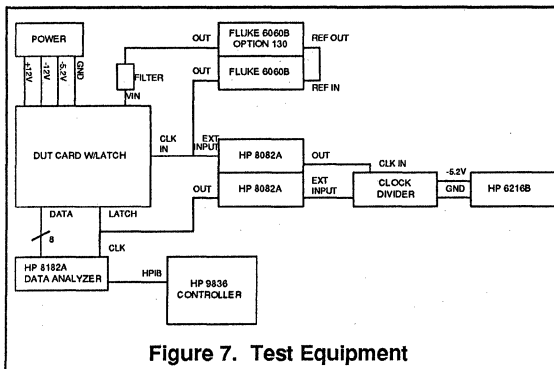 POWER
+12V
-12V
-5.2V
GND
OUT
FLUKE 6060B
OPTION 130
REF OUT
FILTER
VIN
OUT
FLUKE 6060B
REF IN
DUT CARD W/LATCH
CLK
IN
EXT
INPUT
HP 8082A
OUT
CLK IN
OUT
HP 8082A
EXT
INPUT
CLOCK
DIVIDER
-5.2V
GND
HP 6216B
DATA
LATCH
8
CLK
HP 8182A
DATA ANALYZER
HPIB
HP 9836
CONTROLLER
Figure 7. Test Equipment